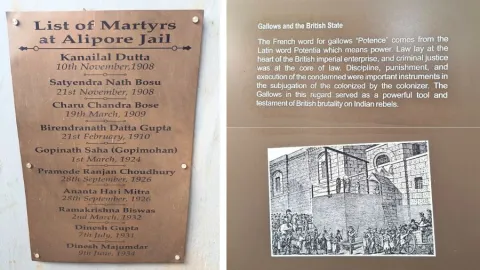 List of Martyrs
at Alipore Jail
Kanailal Dutta
10th November,1908
Satyendra Nath Bosu
21st November, 1908
Charu Chandra Bose
19th March, 1909
Birendranath Datta Gupta
21st February, 1910
Gopinath Saha (Gopimohan)
1st March, 1924
Pramode Ranjan Choudhury
28th September, 1926
Ananta Hari Mitra
28th September, 1926
Ramakrishna Biswas
2nd March, 1932
Dinesh Gupta
7th July, 1931
Dinesh Majumdar
9th June, 1934
Gallows and the British State
The French word for gallows "Potence" comes from the
Latin word Potentia which means power. Law lay at the
heart of the British imperial enterprise, and criminal justice
was at the core of law. Discipline, punishment, and
execution of the condemned were important instruments in
the subjugation of the colonized by the colonizer. The
Gallows in this regard served as a powerful tool and
testament of British brutality on Indian rebels.